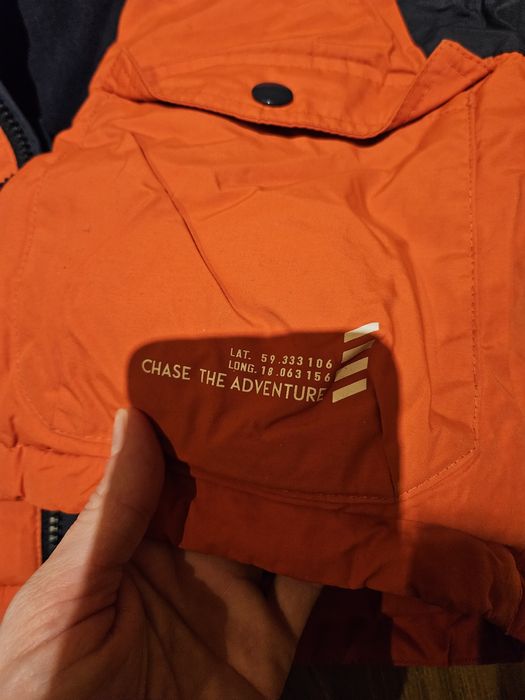 LAT. 59.333106
LONG. 18.063156
CHASE THE ADVENTURE